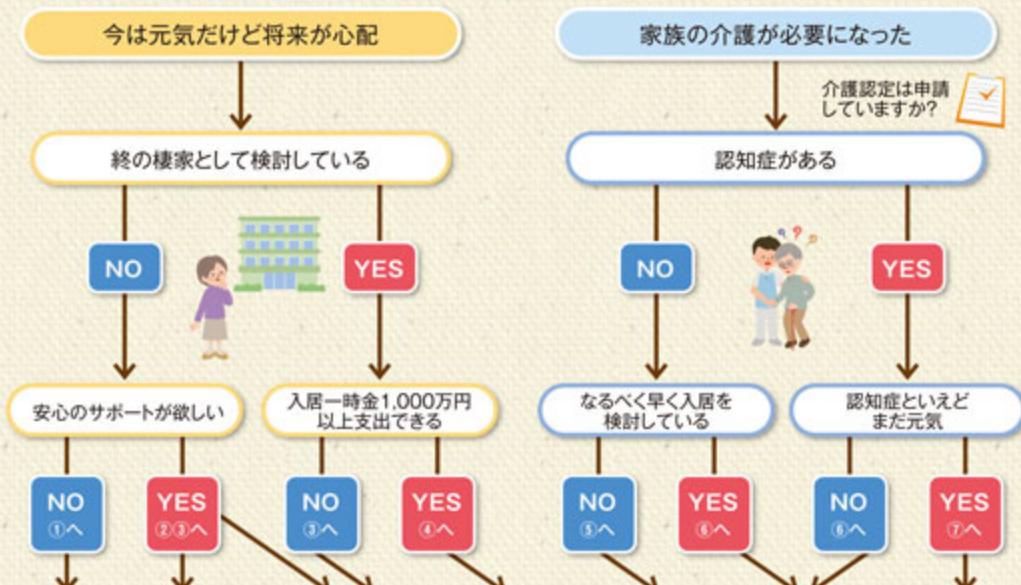 今は元気だけど将来が心配
家族の介護が必要になった
介護認定は申請
していますか?
終の棲家として検討している
認知症がある
NO
YES
NO
YES
安心のサポートが欲しい
入居一時金1,000万円
以上支出できる
なるべく早く入居を
検討している
認知症といえど
まだ元気
NO
①へ
YES
②③へ
NO
③へ
YES
④へ
NO
⑤へ
YES
⑥へ
NO
⑥へ
YES
⑦へ